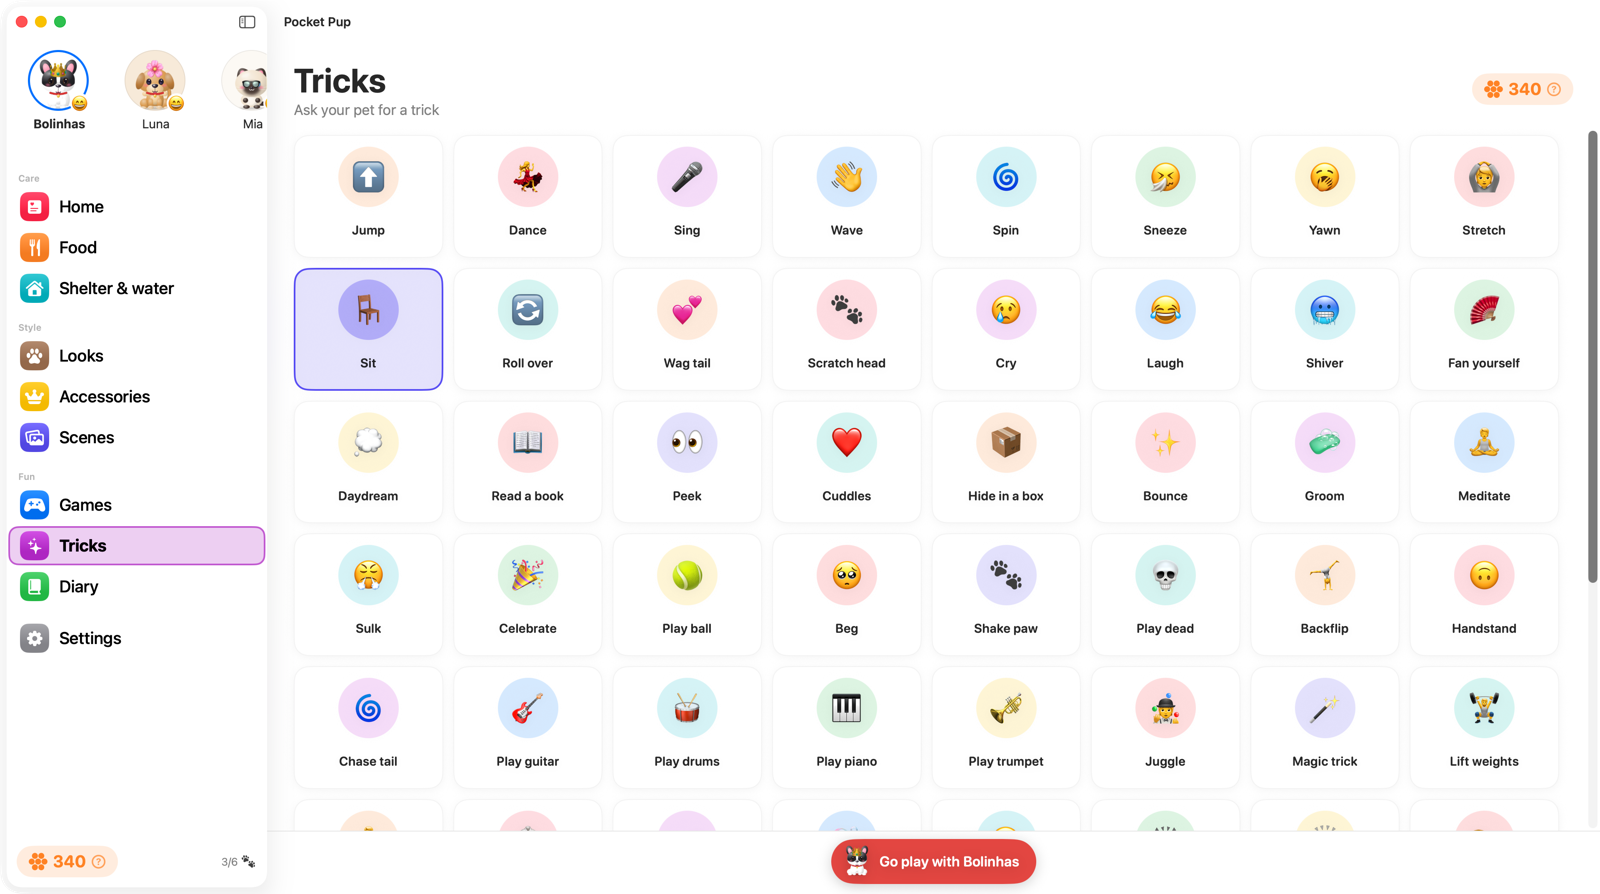 Pocket Pup
Bolinhas
Luna
Mia
Care
Home
Food
Shelter & water
Style
Looks
Accessories
Scenes
Fun
Games
Tricks
Diary
Settings
340
3/6
Tricks
Ask your pet for a trick
340
Jump
Dance
Sing
Wave
Spin
Sneeze
Yawn
Stretch
Sit
Roll over
Wag tail
Scratch head
Cry
Laugh
Shiver
Fan yourself
Daydream
Read a book
Peek
Cuddles
Hide in a box
Bounce
Groom
Meditate
Sulk
Celebrate
Play ball
Beg
Shake paw
Play dead
Backflip
Handstand
Chase tail
Play guitar
Play drums
Play piano
Play trumpet
Juggle
Magic trick
Lift weights
Go play with Bolinhas